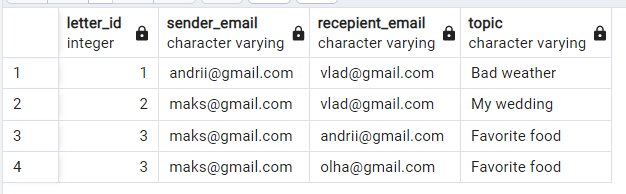 letter_id sender_email recepient_email topic
integer character varying character varying character varying
1 1 andrii@gmail.com vlad@gmail.com Bad weather
2 2 maks@gmail.com vlad@gmail.com My wedding
3 3 maks@gmail.com andrii@gmail.com Favorite food
4 3 maks@gmail.com olha@gmail.com Favorite food